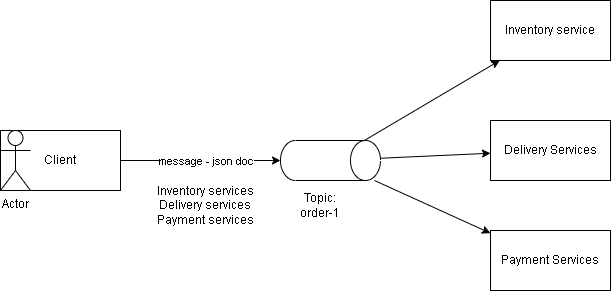 Inventory service
Client
message - json doc
Delivery Services
Inventory services
Delivery services
Payment services
Topic:
order-1
Actor
Payment Services